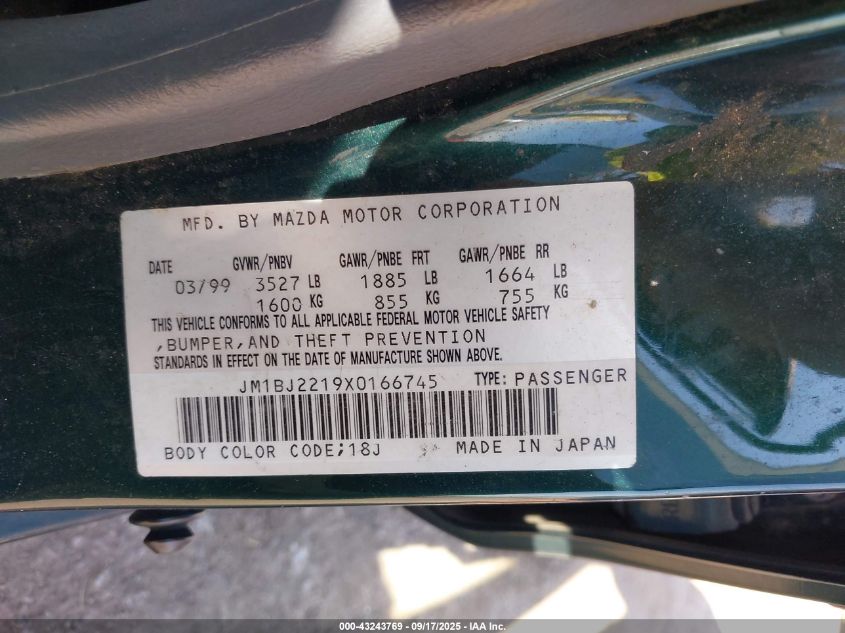 MFD. BY MAZDA MOTOR CORPORATION
DATE GVWR/PNBV GAWR/PNBE FRT GAWR/PNBE RR
03/99 3527 LB 1885 LB 1664 LB
1600 KG 855 KG 755 KG
THIS VEHICLE CONFORMS TO ALL APPLICABLE FEDERAL MOTOR VEHICLE SAFETY
,BUMPER,AND THEFT PREVENTION
STANDARDS IN EFFECT ON THE DATE OF MANUFACTURE SHOWN ABOVE.
JM1BJ2219X0166745 TYPE: PASSENGER
BODY COLOR CODE;18J MADE IN JAPAN
000-43243769 - 09/17/2025 - IAA Inc.